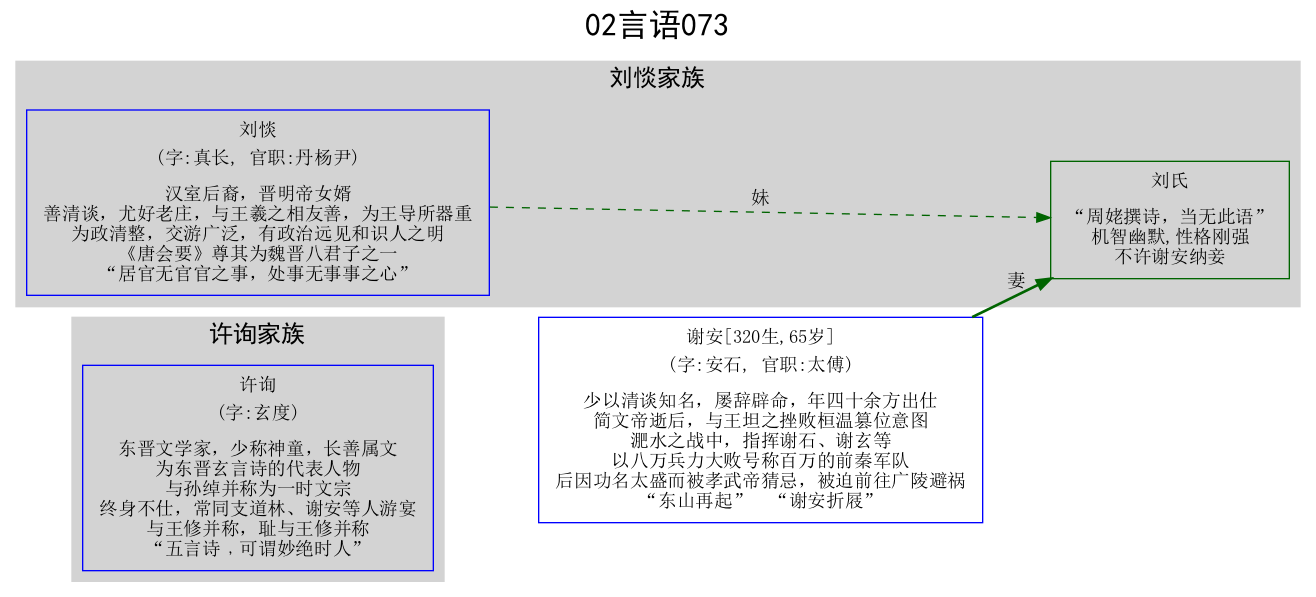 02言语073
刘惔家族
刘惔
(字:真长, 官职:丹杨尹)
汉室后裔，晋明帝女婿
善清谈，尤好老庄，与王羲之相友善，为王导所器重
为政清整，交游广泛，有政治远见和识人之明
《唐会要》尊其为魏晋八君子之一
“居官无官官之事，处事无事事之心”
妹
刘氏
“周姥撰诗，当无此语”
机智幽默,性格刚强
不许谢安纳妾
妻
许询家族
许询
(字:玄度)
东晋文学家，少称神童，长善属文
为东晋玄言诗的代表人物
与孙绰并称为一时文宗
终身不仕，常同支道林、谢安等人游宴
与王修并称，耻与王修并称
“五言诗﹐可谓妙绝时人”
谢安[320生,65岁]
(字:安石, 官职:太傅)
少以清谈知名，屡辞辟命，年四十余方出仕
简文帝逝后，与王坦之挫败桓温篡位意图
淝水之战中，指挥谢石、谢玄等
以八万兵力大败号称百万的前秦军队
后因功名太盛而被孝武帝猜忌，被迫前往广陵避祸
“东山再起” “谢安折屐”